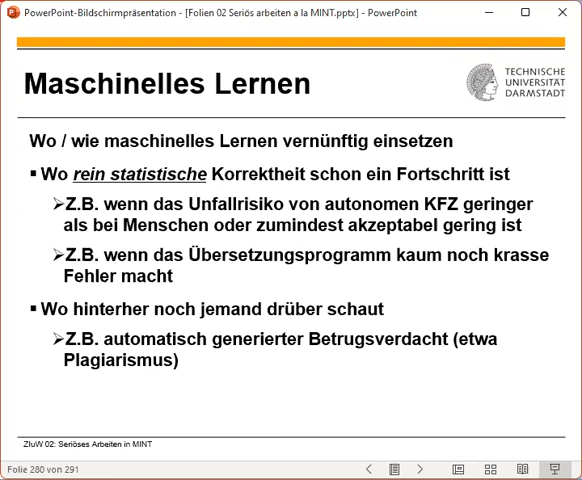 PowerPoint-Bildschirmpräsentation - [Folien 02 Seriös arbeiten a la MINT.pptx] - PowerPoint
Maschinelles Lernen
TECHNISCHE
UNIVERSITÄT
DARMSTADT
Wo / wie maschinelles Lernen vernünftig einsetzen
▪ Wo rein statistische Korrektheit schon ein Fortschritt ist
➢Z.B. wenn das Unfallrisiko von autonomen KFZ geringer
als bei Menschen oder zumindest akzeptabel gering ist
➢Z.B. wenn das Übersetzungsprogramm kaum noch krasse
Fehler macht
▪ Wo hinterher noch jemand drüber schaut
➢Z.B. automatisch generierter Betrugsverdacht (etwa
Plagiarismus)
ZIuW 02: Seriöses Arbeiten in MINT
Folie 280 von 291